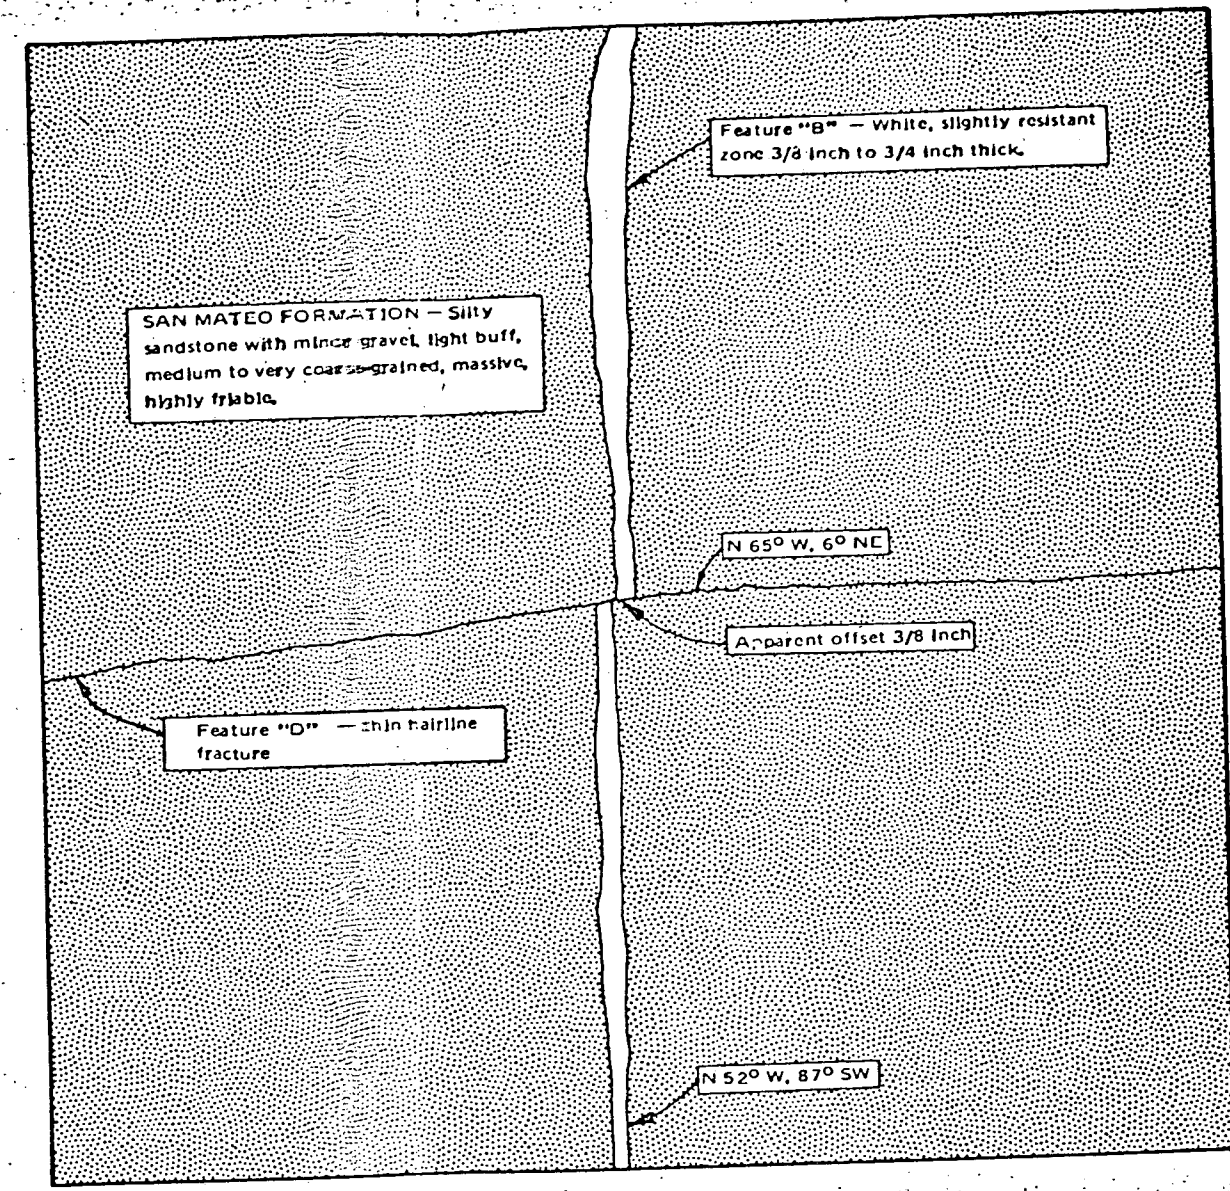 Feature "B" — White, slightly resistant
zone 3/8 inch to 3/4 inch thick.
SAN MATEO FORMATION — Silty
sandstone with minor gravel, light buff,
medium to very coarse-grained, massive,
highly friable.
N 65° W, 6° NE
Apparent offset 3/8 inch
Feature "D" — thin hairline
fracture
N 52° W, 87° SW